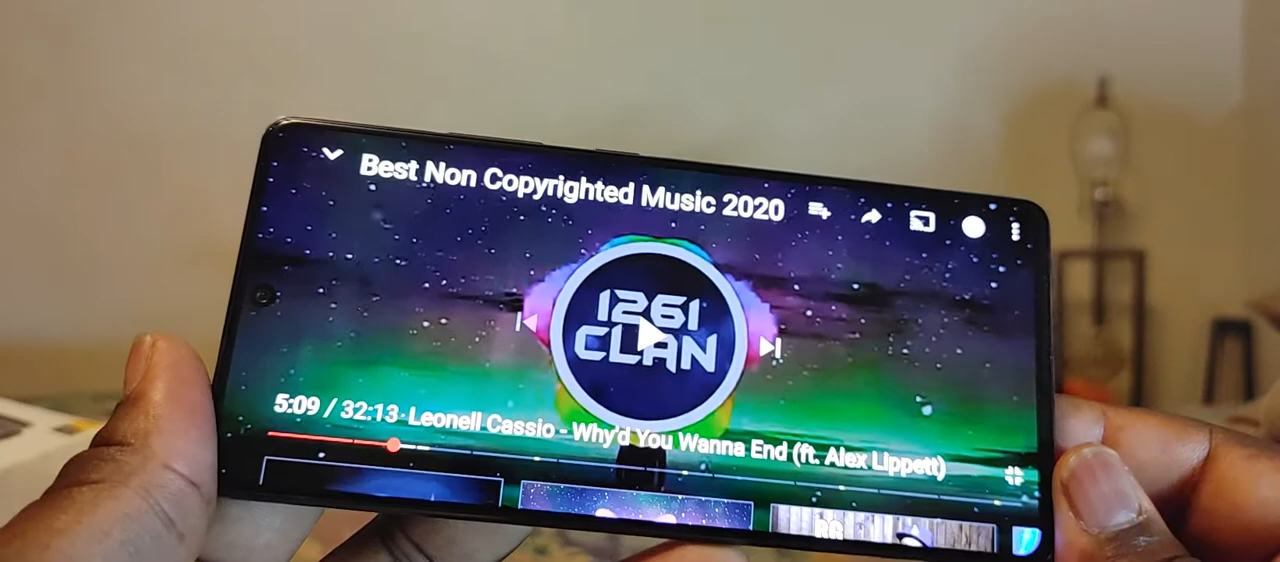 Best Non Copyrighted Music 2020
1261
CLAN
5:09 / 32:13 · Leonell Cassio - Why'd You Wanna End (ft. Alex Lippett)
RR